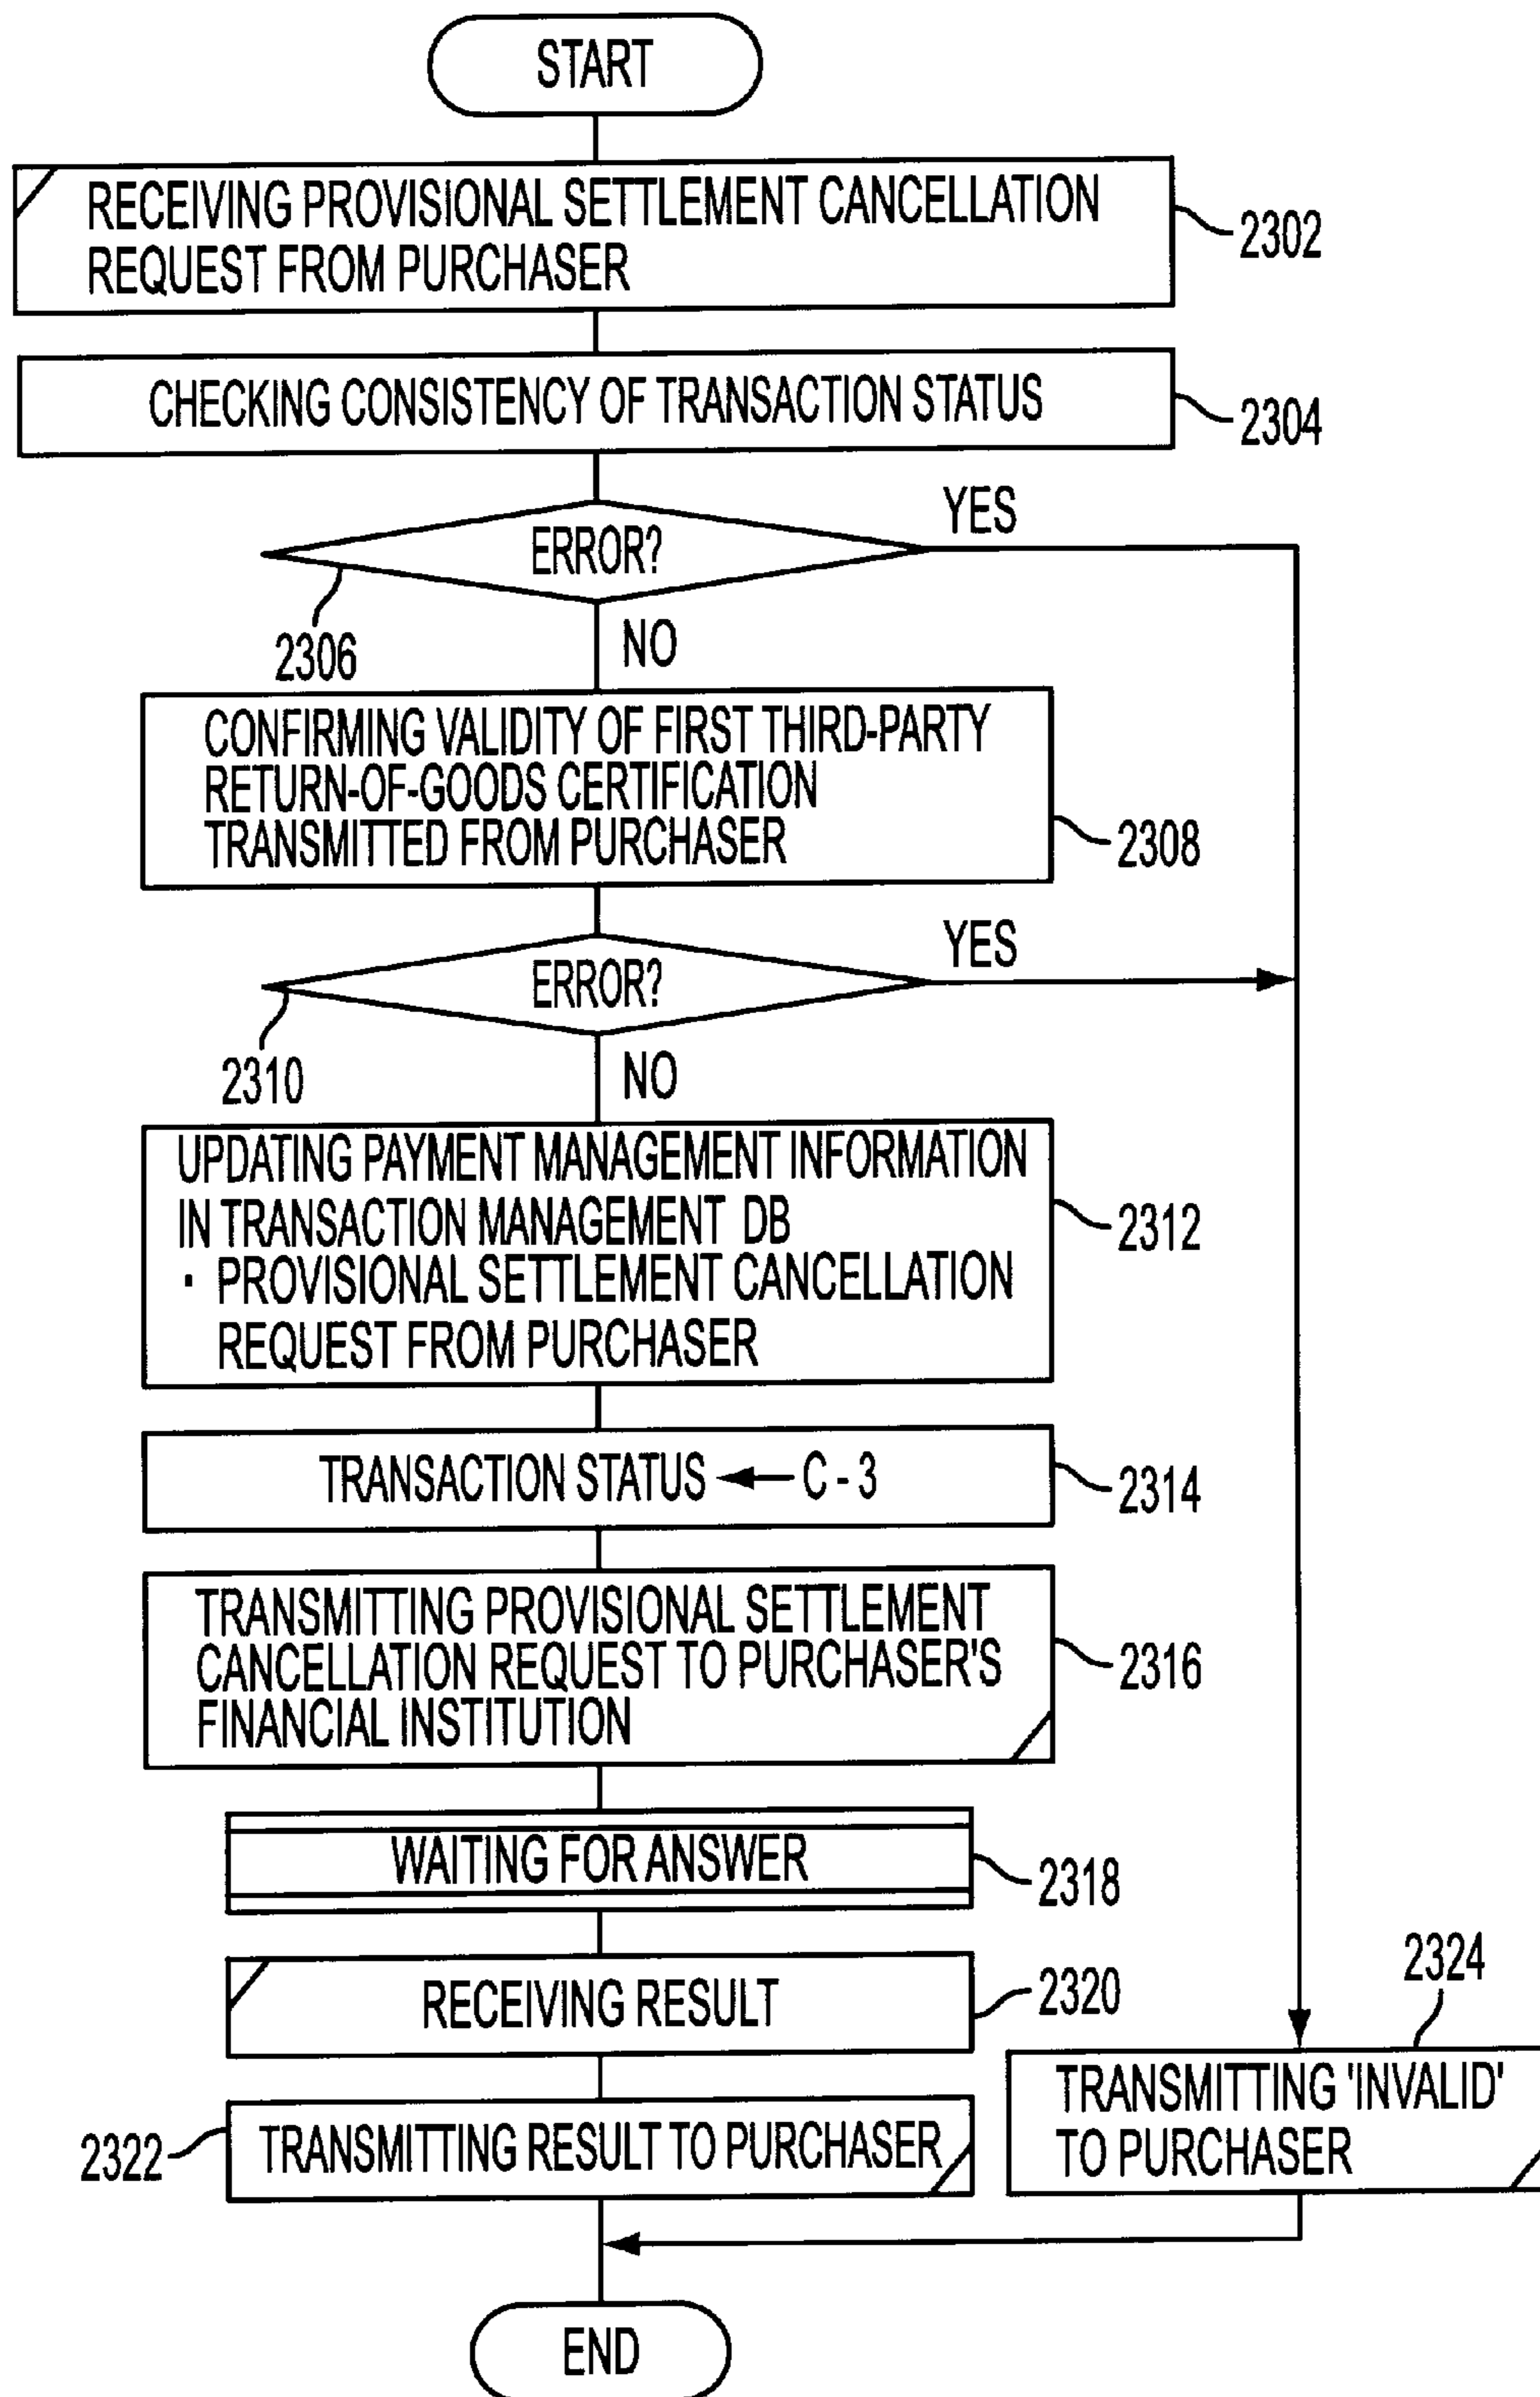 START
RECEIVING PROVISIONAL SETTLEMENT CANCELLATION
REQUEST FROM PURCHASER
2302
CHECKING CONSISTENCY OF TRANSACTION STATUS
2304
ERROR?
YES
2306
NO
CONFIRMING VALIDITY OF FIRST THIRD-PARTY
RETURN-OF-GOODS CERTIFICATION
TRANSMITTED FROM PURCHASER
2308
ERROR?
YES
2310
NO
UPDATING PAYMENT MANAGEMENT INFORMATION
IN TRANSACTION MANAGEMENT DB
· PROVISIONAL SETTLEMENT CANCELLATION
REQUEST FROM PURCHASER
2312
TRANSACTION STATUS ← C - 3
2314
TRANSMITTING PROVISIONAL SETTLEMENT
CANCELLATION REQUEST TO PURCHASER'S
FINANCIAL INSTITUTION
2316
WAITING FOR ANSWER
2318
RECEIVING RESULT
2320
2324
TRANSMITTING 'INVALID'
TO PURCHASER
2322
TRANSMITTING RESULT TO PURCHASER
END